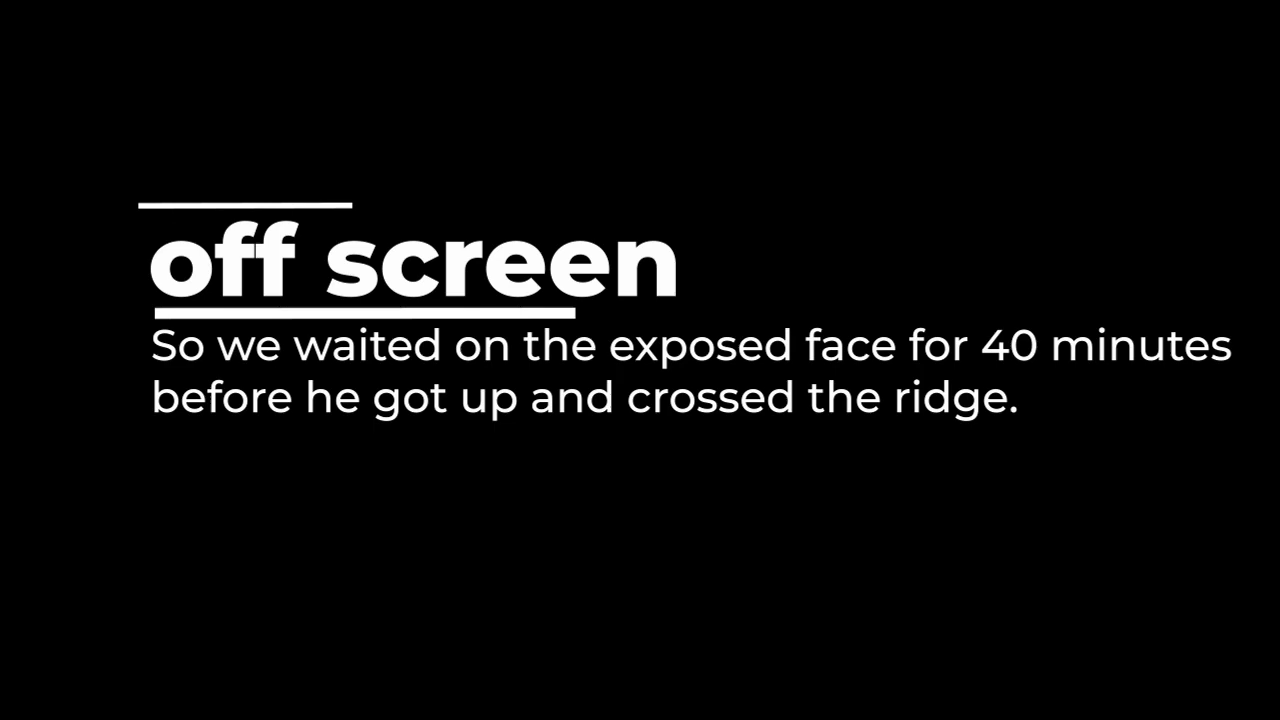 off screen
So we waited on the exposed face for 40 minutes
before he got up and crossed the ridge.